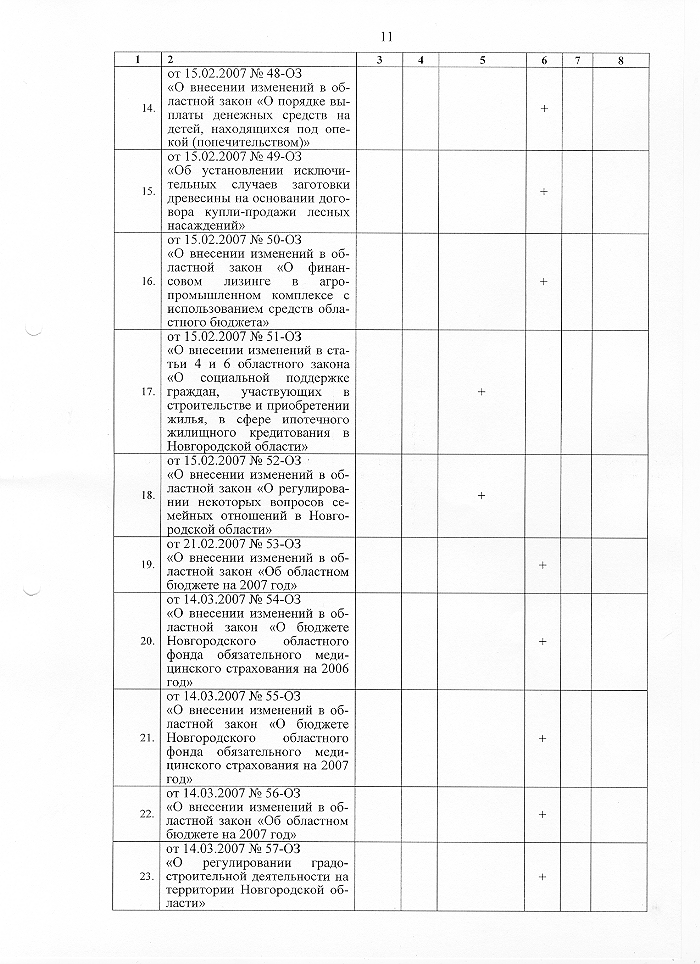 11
1 2 3 4 5 6 7 8
от 15.02.2007 № 48-ОЗ
«О внесении изменений в об-
ластной закон «О порядке вы-
14. платы денежных средств на +
детей, находящихся под опе-
кой (попечительством)»
от 15.02.2007 № 49-ОЗ
«Об установлении исключи-
тельных случаев заготовки
15. древесины на основании дого- +
вора купли-продажи лесных
насаждений»
от 15.02.2007 № 50-ОЗ
«О внесении изменений в об-
ластной закон «О финан-
16. совом лизинге в агро- +
промышленном комплексе с
использованием средств обла-
стного бюджета»
от 15.02.2007 № 51-ОЗ
«О внесении изменений в ста-
тьи 4 и 6 областного закона
«О социальной поддержке
17. граждан, участвующих в +
строительстве и приобретении
жилья, в сфере ипотечного
жилищного кредитования в
Новгородской области»
от 15.02.2007 № 52-ОЗ
«О внесении изменений в об-
ластной закон «О регулирова-
18. нии некоторых вопросов се- +
мейных отношений в Новго-
родской области»
от 21.02.2007 № 53-ОЗ
«О внесении изменений в об-
19. ластной закон «Об областном +
бюджете на 2007 год»
от 14.03.2007 № 54-ОЗ
«О внесении изменений в об-
ластной закон «О бюджете
20. Новгородского областного +
фонда обязательного меди-
цинского страхования на 2006
год»
от 14.03.2007 № 55-ОЗ
«О внесении изменений в об-
ластной закон «О бюджете
21. Новгородского областного +
фонда обязательного меди-
цинского страхования на 2007
год»
от 14.03.2007 № 56-ОЗ
«О внесении изменений в об-
22. ластной закон «Об областном +
бюджете на 2007 год»
от 14.03.2007 № 57-ОЗ
«О регулировании градо-
23. строительной деятельности на +
территории Новгородской об-
ласти»